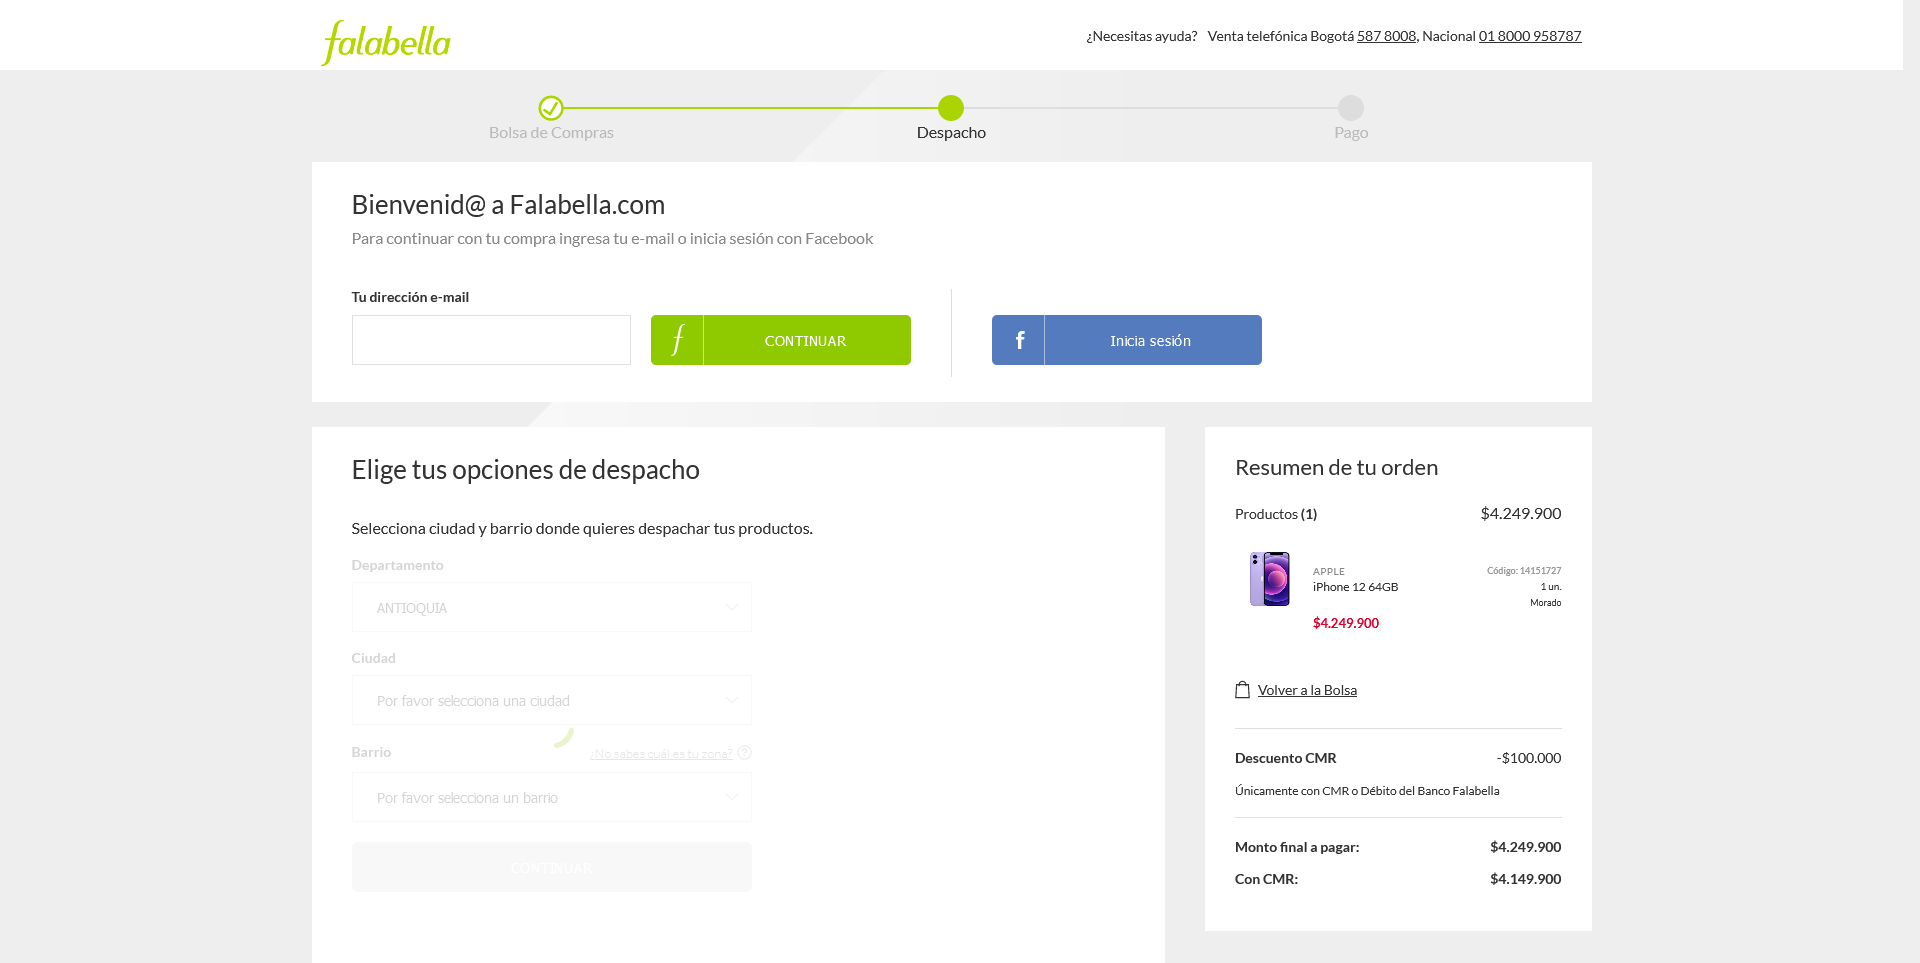 falabella
¿Necesitas ayuda? Venta telefónica Bogotá 587 8008, Nacional 01 8000 958787
Bolsa de Compras
Despacho
Pago
Bienvenid@ a Falabella.com
Para continuar con tu compra ingresa tu e-mail o inicia sesión con Facebook
Tu dirección e-mail
f CONTINUAR
f Inicia sesión
Elige tus opciones de despacho
Selecciona ciudad y barrio donde quieres despachar tus productos.
Departamento
ANTIOQUIA
Ciudad
Por favor selecciona una ciudad
Barrio
¿No sabes cuál es tu zona? ?
Por favor selecciona un barrio
CONTINUAR
Resumen de tu orden
Productos (1) $4.249.900
APPLE
iPhone 12 64GB
$4.249.900
Código: 14151727
1 un.
Morado
Volver a la Bolsa
Descuento CMR -$100.000
Únicamente con CMR o Débito del Banco Falabella
Monto final a pagar: $4.249.900
Con CMR: $4.149.900